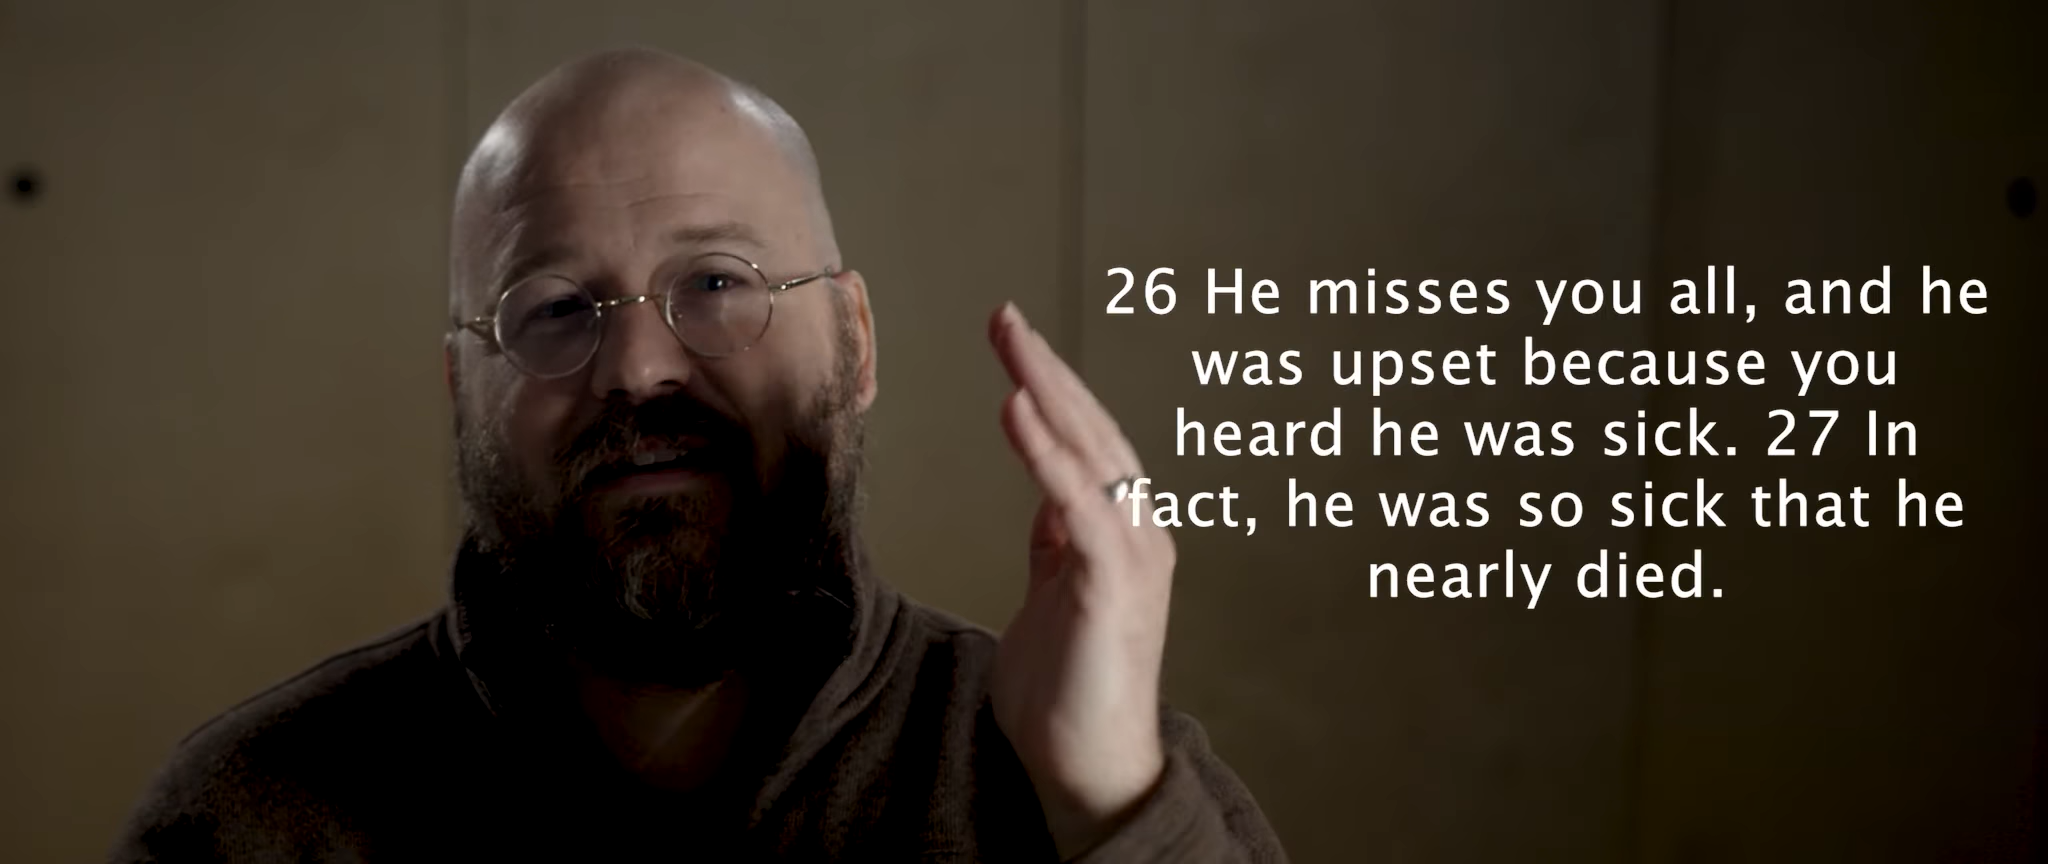 26 He misses you all, and he
was upset because you
heard he was sick. 27 In
fact, he was so sick that he
nearly died.